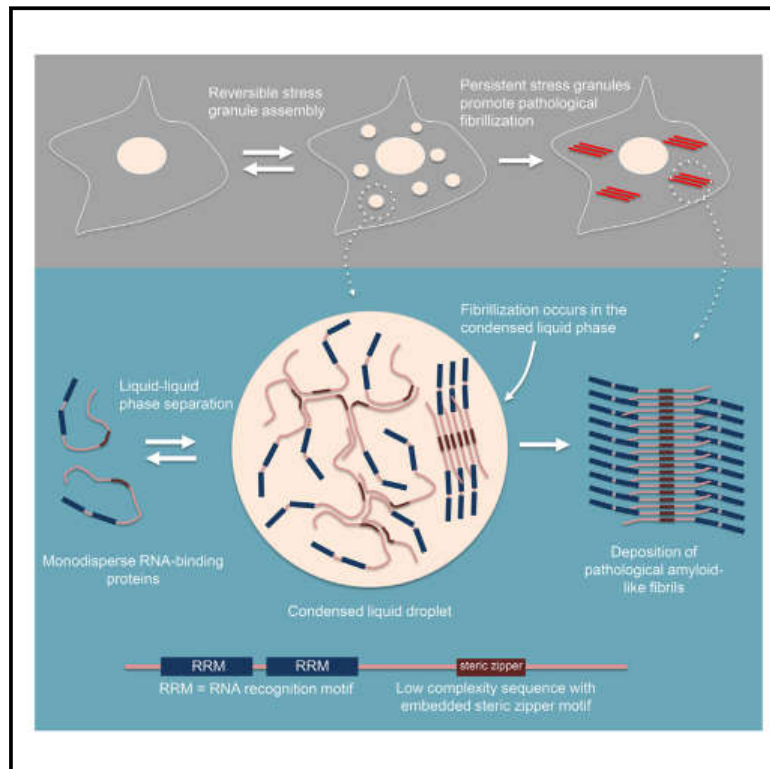 Reversible stress
granule assembly
Persistent stress granules
promote pathological
fibrillization
Fibrillization occurs in the
condensed liquid phase
Liquid-liquid
phase separation
Monodisperse RNA-binding
proteins
Condensed liquid droplet
Deposition of
pathological amyloid-
like fibrils
RRM
RRM
steric zipper
RRM = RNA recognition motif
Low complexity sequence with
embedded steric zipper motif